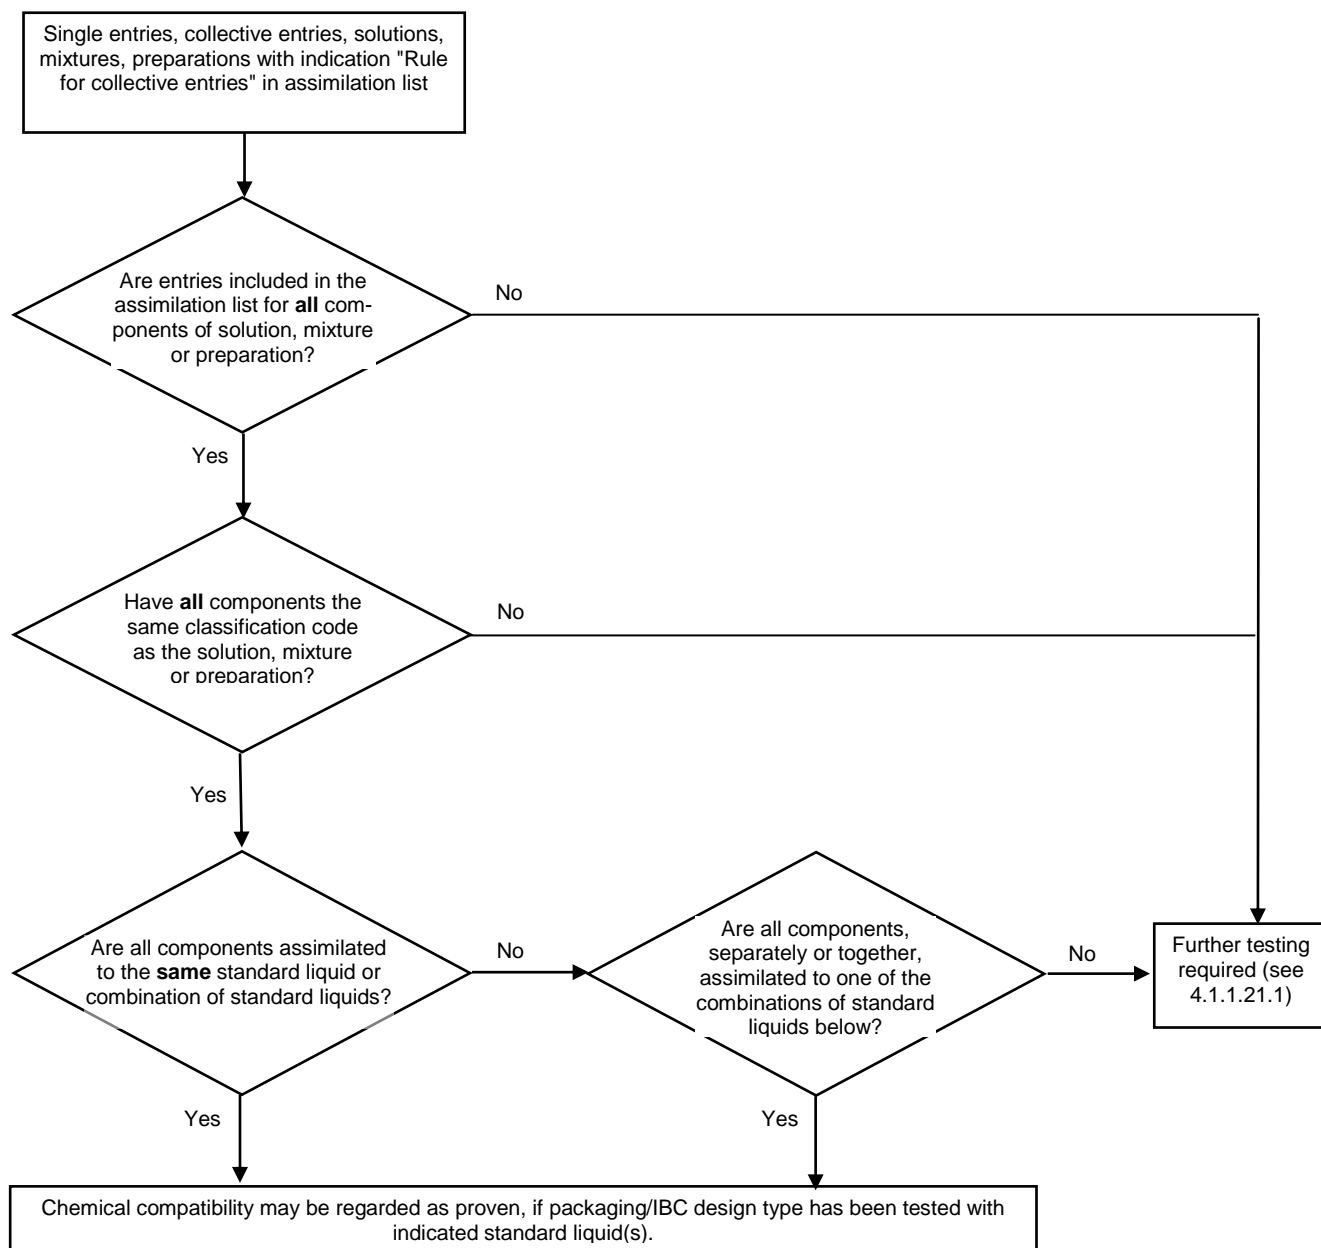 Single entries, collective entries, solutions,
mixtures, preparations with indication "Rule
for collective entries" in assimilation list
Are entries included in the
assimilation list for all com-
ponents of solution, mixture
or preparation?
No
Yes
Have all components the
same classification code
as the solution, mixture
or preparation?
No
Yes
Are all components assimilated
to the same standard liquid or
combination of standard liquids?
No
Are all components,
separately or together,
assimilated to one of the
combinations of standard
liquids below?
No
Further testing
required (see
4.1.1.21.1)
Yes
Yes
Chemical compatibility may be regarded as proven, if packaging/IBC design type has been tested with
indicated standard liquid(s).